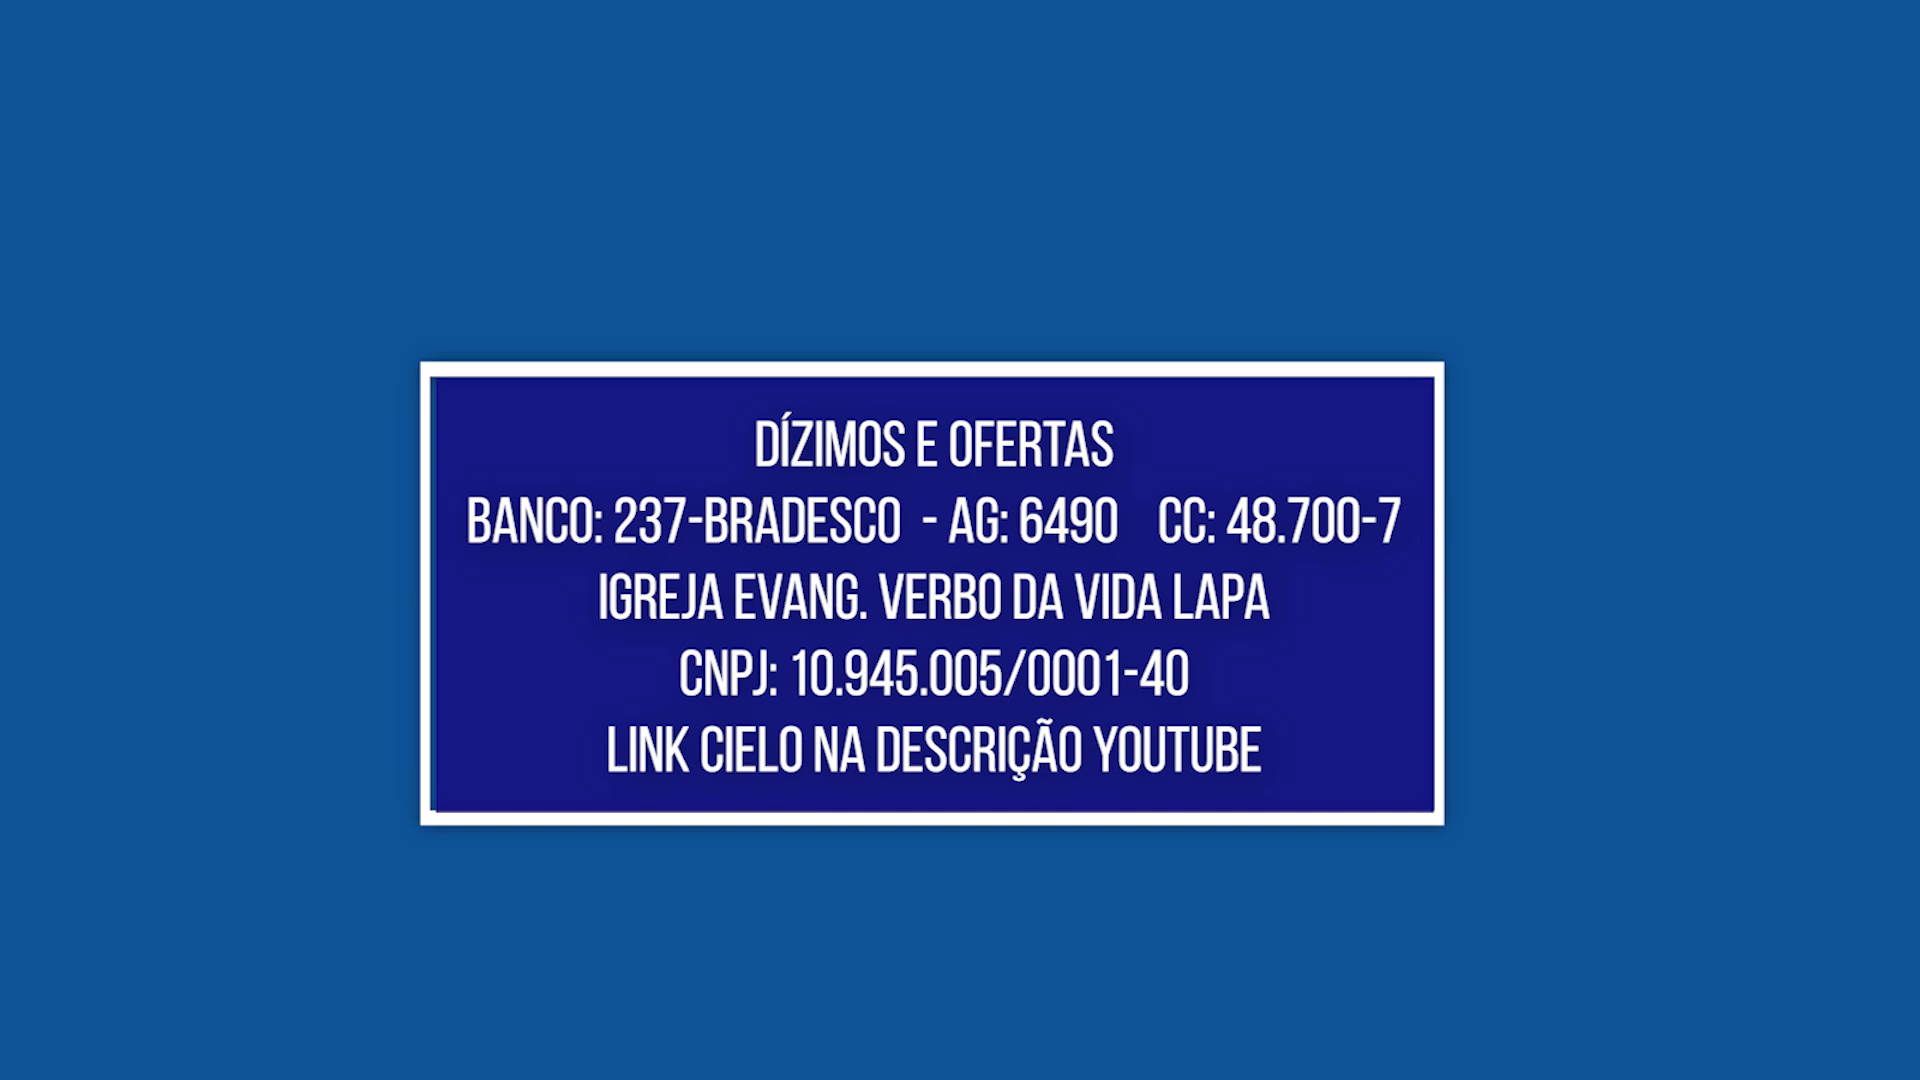 DÍZIMOS E OFERTAS
BANCO: 237-BRADESCO - AG: 6490 CC: 48.700-7
IGREJA EVANG. VERBO DA VIDA LAPA
CNPJ: 10.945.005/0001-40
LINK CIELO NA DESCRIÇÃO YOUTUBE